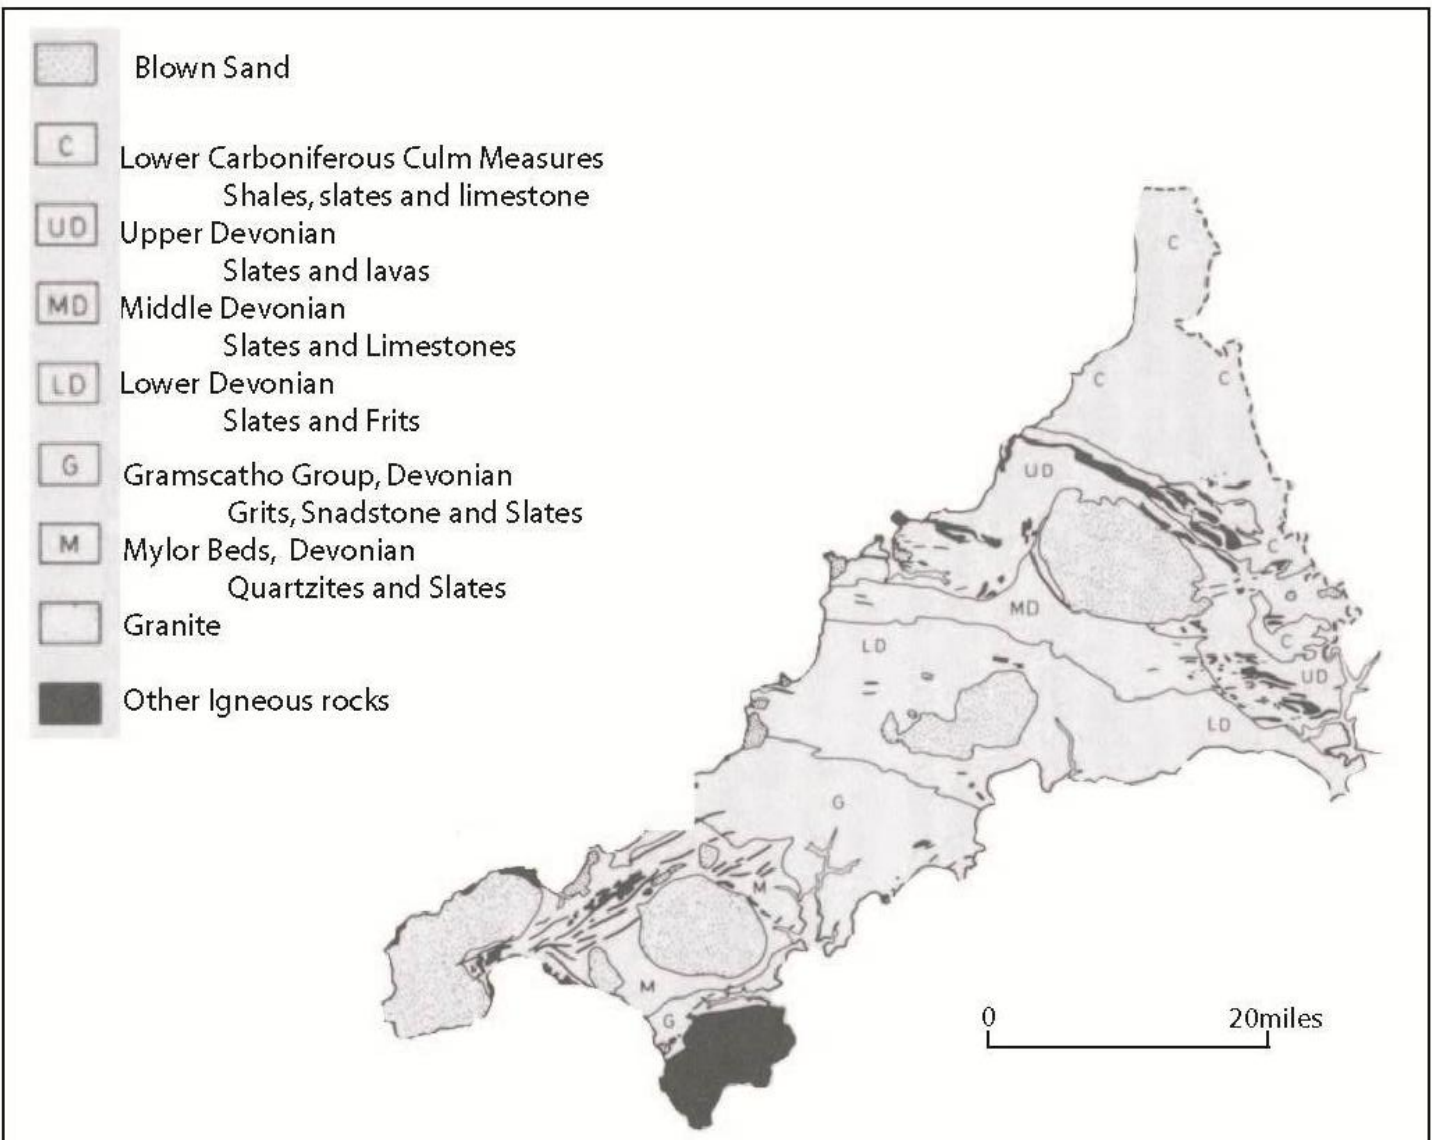 Blown Sand
C
Lower Carboniferous Culm Measures
Shales, slates and limestone
UD
Upper Devonian
Slates and lavas
MD
Middle Devonian
Slates and Limestones
LD
Lower Devonian
Slates and Frits
G
Gramscatho Group, Devonian
Grits, Snadstone and Slates
M
Mylor Beds, Devonian
Quartzites and Slates
Granite
Other Igneous rocks
C
C C
UD
C
MD
C
LD
UD
LD
G
M
M
G
0 20miles